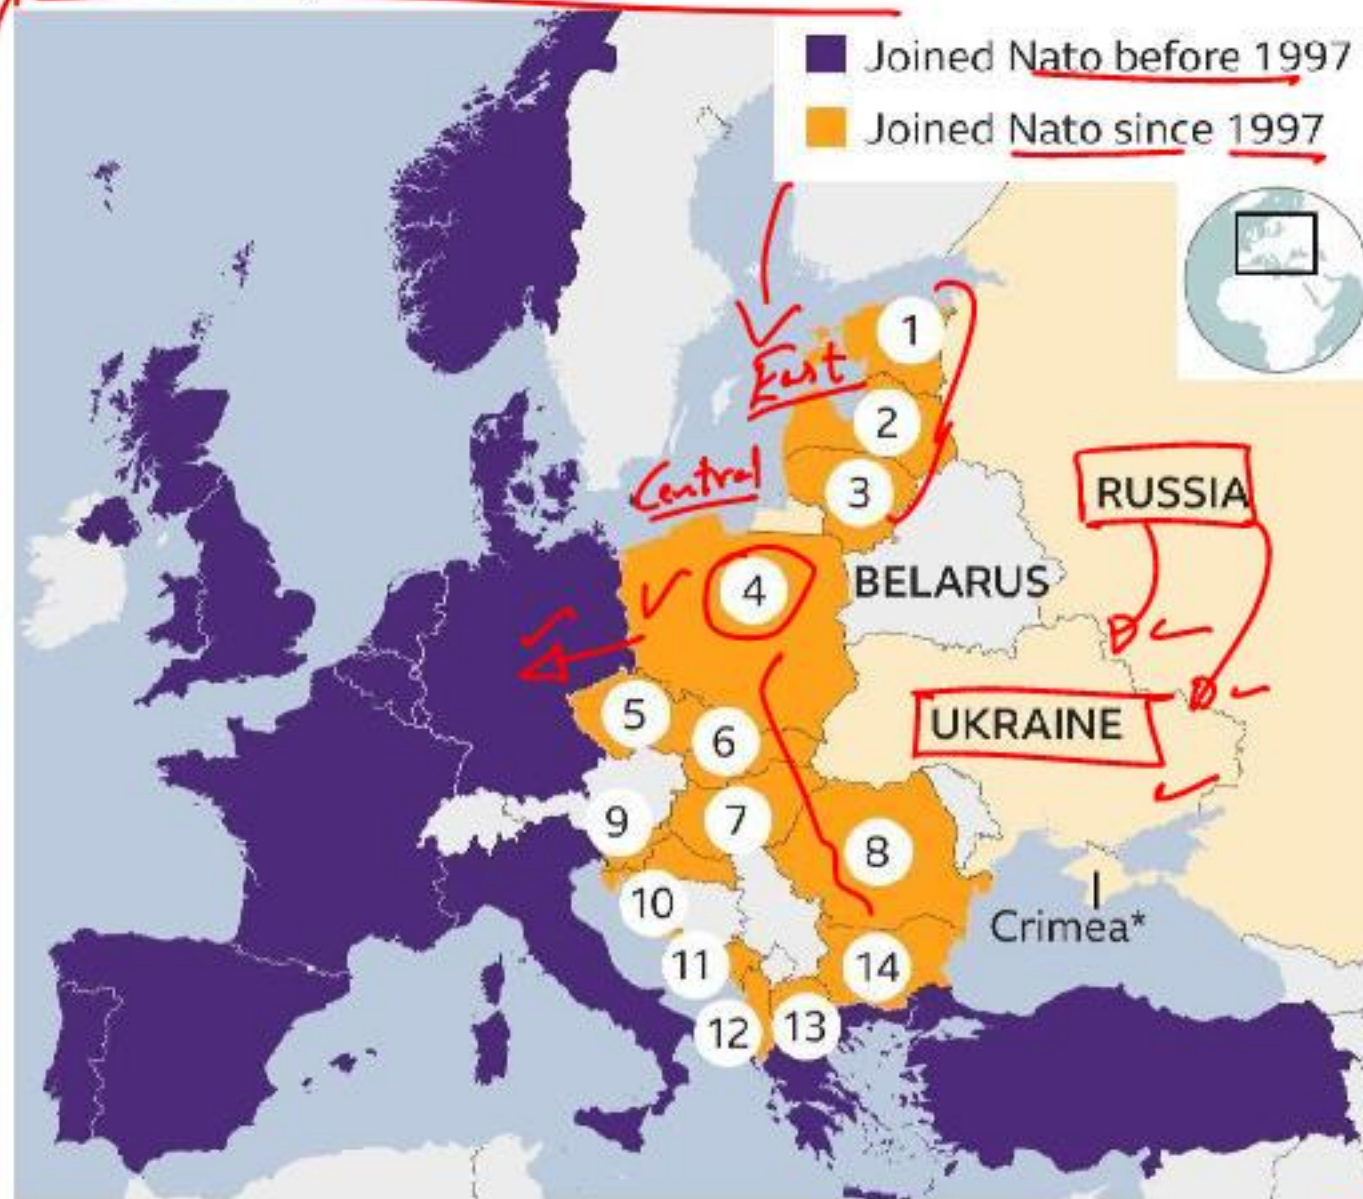 Joined Nato before 1997
Joined Nato since 1997
1
East
2
Central
3
RUSSIA
4
BELARUS
5
UKRAINE
6
9
7
8
10
Crimea*
11
14
12
13